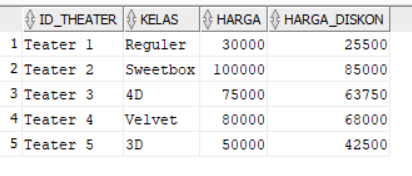 ID_THEATER KELAS HARGA HARGA_DISKON
1 Teater 1 Reguler 30000 25500
2 Teater 2 Sweetbox 100000 85000
3 Teater 3 4D 75000 63750
4 Teater 4 Velvet 80000 68000
5 Teater 5 3D 50000 42500